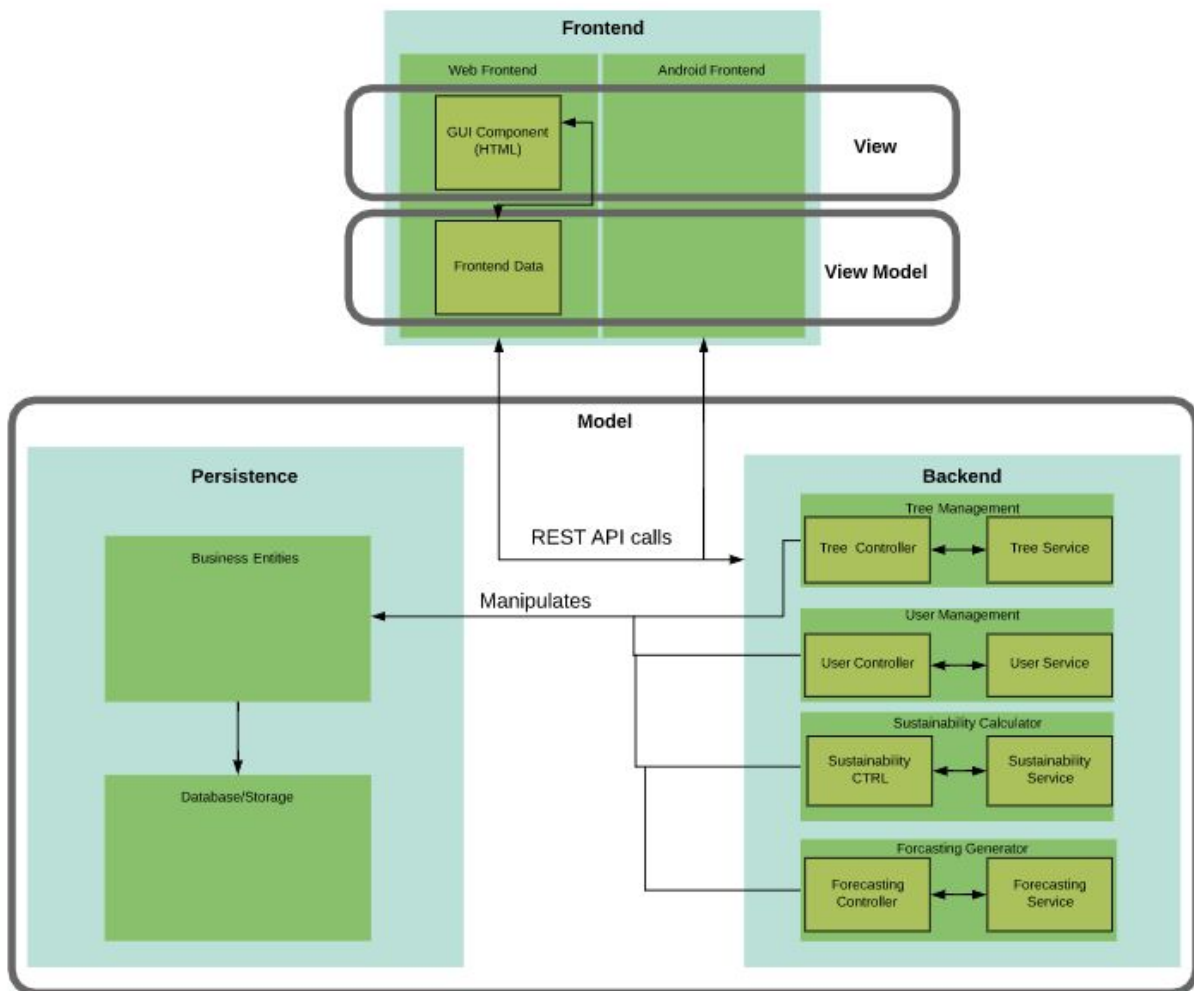 Frontend
Web Frontend
Android Frontend
GUI Component
(HTML)
View
Frontend Data
View Model
Model
Persistence
Business Entities
Database/Storage
REST API calls
Manipulates
Backend
Tree Management
Tree Controller
Tree Service
User Management
User Controller
User Service
Sustainability Calculator
Sustainability
CTRL
Sustainability
Service
Forcasting Generator
Forecasting
Controller
Forecasting
Service